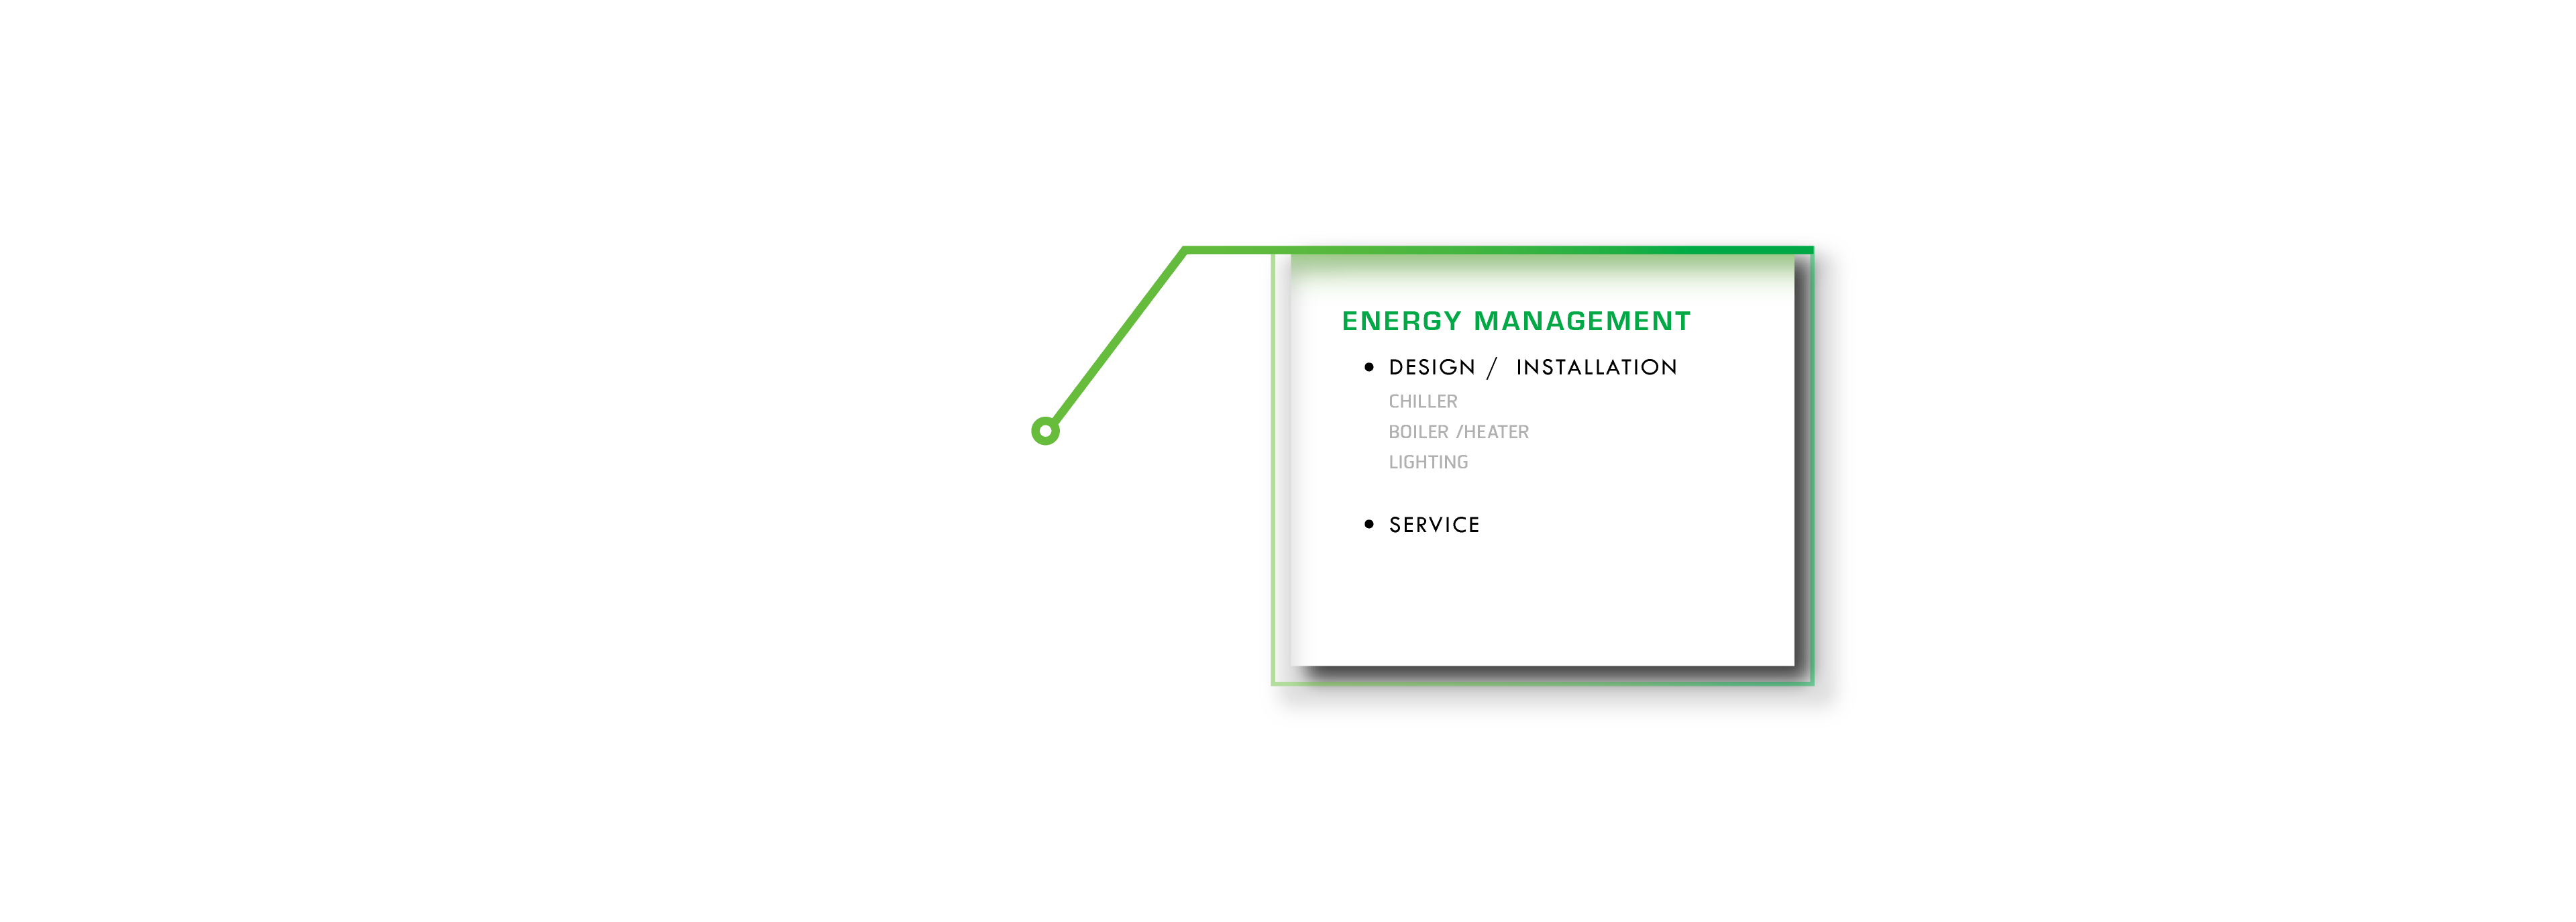 ENERGY MANAGEMENT
• DESIGN / INSTALLATION
CHILLER
BOILER /HEATER
LIGHTING
• SERVICE